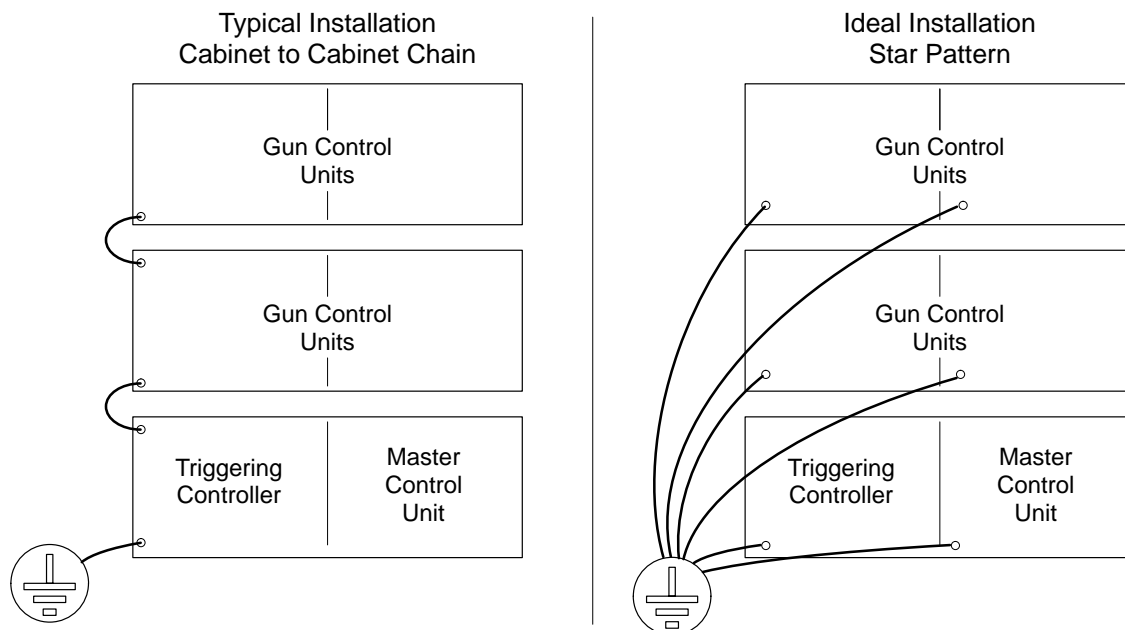 Typical Installation
Cabinet to Cabinet Chain
Gun Control
Units
Gun Control
Units
Triggering
Controller
Master
Control
Unit
Ideal Installation
Star Pattern
Gun Control
Units
Gun Control
Units
Triggering
Controller
Master
Control
Unit